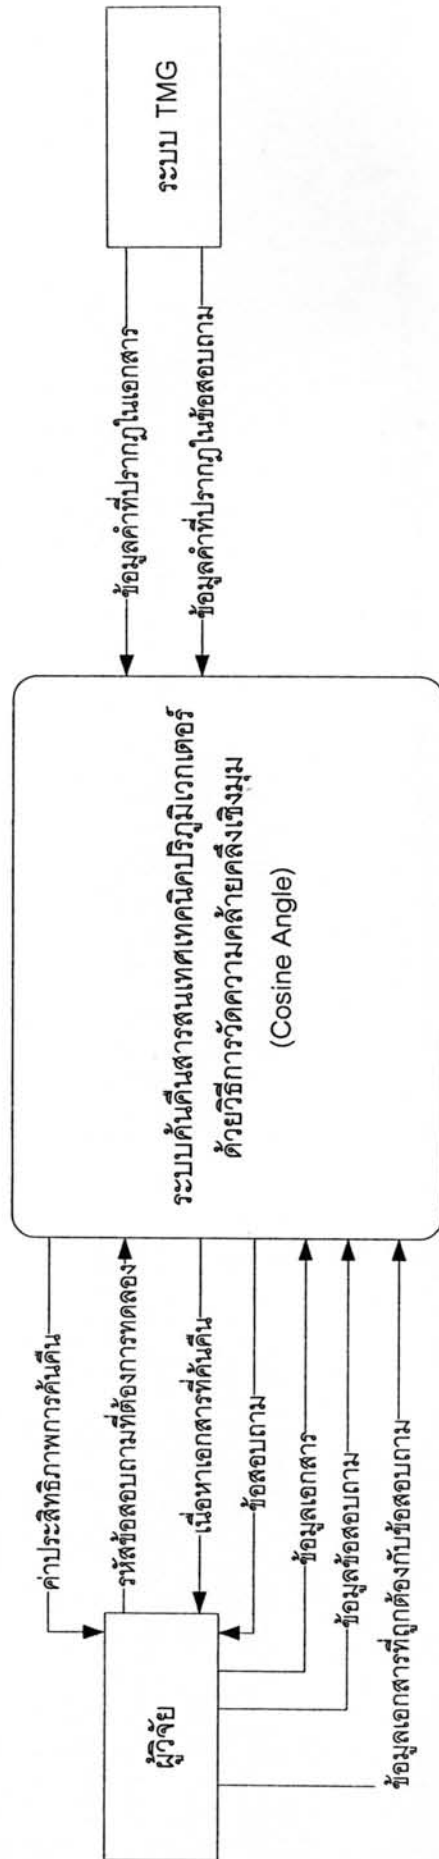 ผู้วิจัย
ค่าประสิทธิภาพการค้นคืน
รหัสข้อสอบถามที่ต้องการทดลอง
เนื้อหาเอกสารที่ค้นคืน
ข้อสอบถาม
ข้อมูลเอกสาร
ข้อมูลข้อสอบถาม
ข้อมูลเอกสารที่ถูกต้องกับข้อสอบถาม
ระบบค้นคืนสารสนเทศเทคนิคปริภูมิเวกเตอร์
ด้วยวิธีการวัดความคล้ายคลึงเชิงมุม
(Cosine Angle)
ข้อมูลคำที่ปรากฏในเอกสาร
ข้อมูลคำที่ปรากฏในข้อสอบถาม
ระบบ TMG